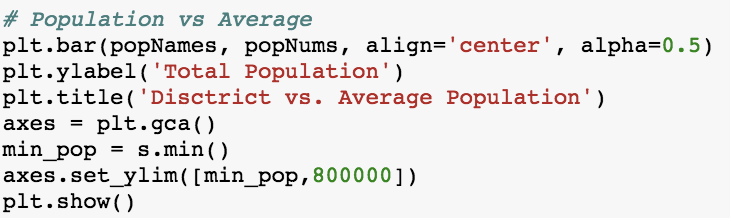 # Population vs Average
plt.bar(popNames, popNums, align='center', alpha=0.5)
plt.ylabel('Total Population')
plt.title('Disctrict vs. Average Population')
axes = plt.gca()
min_pop = s.min()
axes.set_ylim([min_pop,800000])
plt.show()